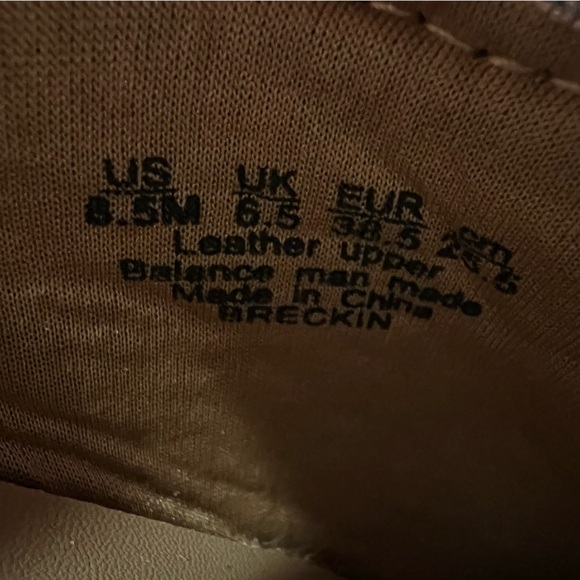 US UK EUR cm
8.5M 6.5 38.5 25.5
Leather upper
Balance man made
Made in China
BRECKIN